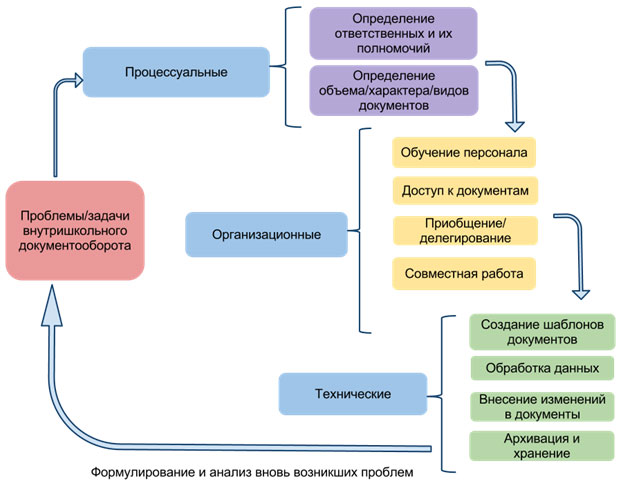 Определение
ответственных и их
полномочий
Процессуальные
Определение
объема/характера/видов
документов
Обучение персонала
Доступ к документам
Проблемы/задачи
внутришкольного
документооборота
Организационные
Приобщение/
делегирование
Совместная работа
Создание шаблонов
документов
Обработка данных
Технические
Внесение изменений
в документы
Архивация и
хранение
Формулирование и анализ вновь возникших проблем